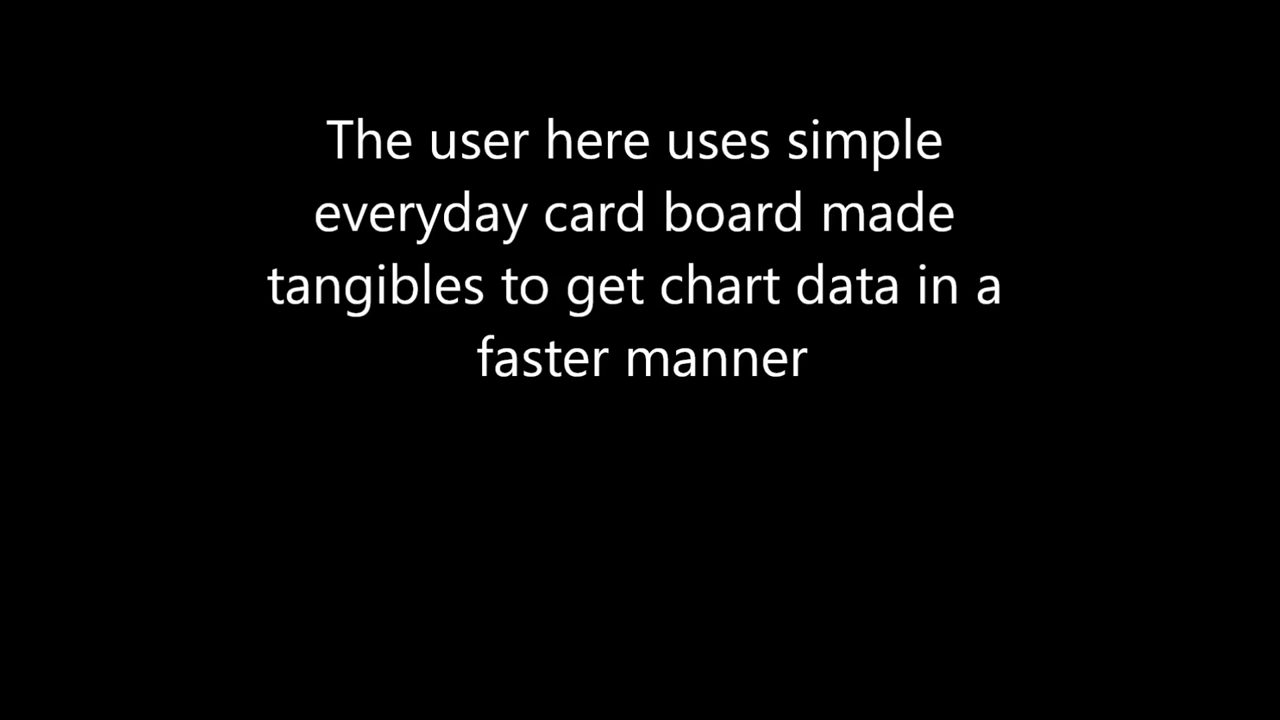 The user here uses simple
everyday card board made
tangibles to get chart data in a
faster manner